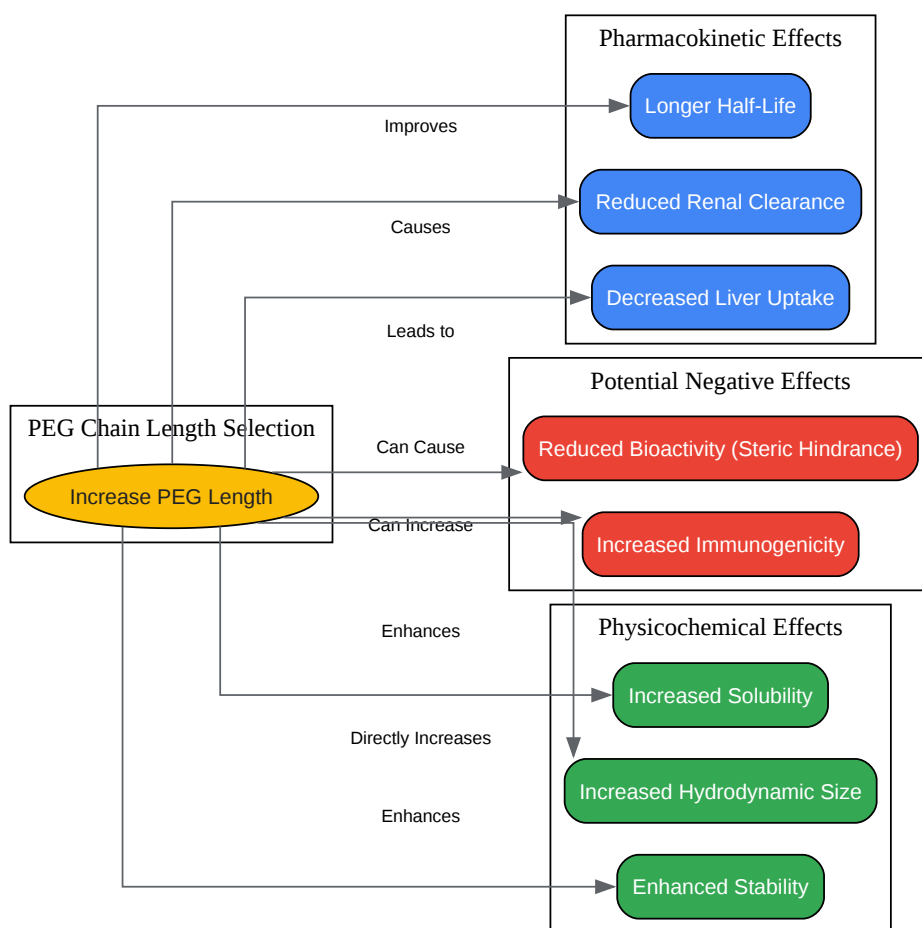 Pharmacokinetic Effects
Longer Half-Life
Improves
Reduced Renal Clearance
Causes
Decreased Liver Uptake
Leads to
Potential Negative Effects
PEG Chain Length Selection
Can Cause
Reduced Bioactivity (Steric Hindrance)
Increase PEG Length
Can Increase
Increased Immunogenicity
Physicochemical Effects
Enhances
Increased Solubility
Directly Increases
Increased Hydrodynamic Size
Enhances
Enhanced Stability